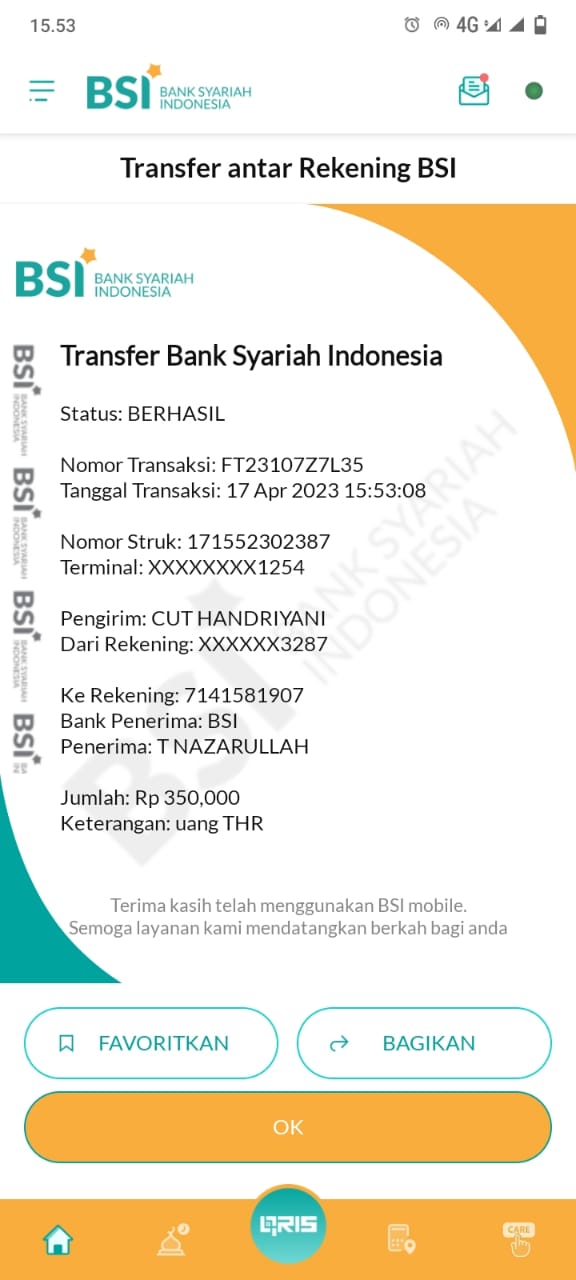 15.53
4G
BSI BANK SYARIAH
INDONESIA
Transfer antar Rekening BSI
BSI BANK SYARIAH
INDONESIA
Transfer Bank Syariah Indonesia
Status: BERHASIL
Nomor Transaksi: FT23107Z7L35
Tanggal Transaksi: 17 Apr 2023 15:53:08
Nomor Struk: 171552302387
Terminal: XXXXXXXX1254
Pengirim: CUT HANDRIYANI
Dari Rekening: XXXXXX3287
Ke Rekening: 7141581907
Bank Penerima: BSI
Penerima: T NAZARULLAH
Jumlah: Rp 350,000
Keterangan: uang THR
BSI BANK SYARIAH
INDONESIA
BSI BANK SYARIAH
INDONESIA
BSI BANK SYARIAH
INDONESIA
BSI BA
IN
BSI BANK SYARIAH
INDONESIA
Terima kasih telah menggunakan BSI mobile.
Semoga layanan kami mendatangkan berkah bagi anda
FAVORITKAN
BAGIKAN
OK
QRIS
CARE